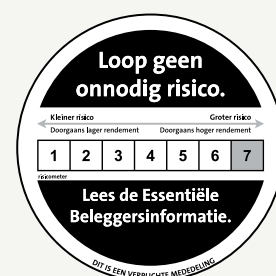 Loop geen
onnodig risico.
Kleiner risico Groter risico
Doorgaans lager rendement Doorgaans hoger rendement
1 2 3 4 5 6 7
risicometer
Lees de Essentiële
Beleggersinformatie.
DIT IS EEN VERPLICHTE MEDEDELING